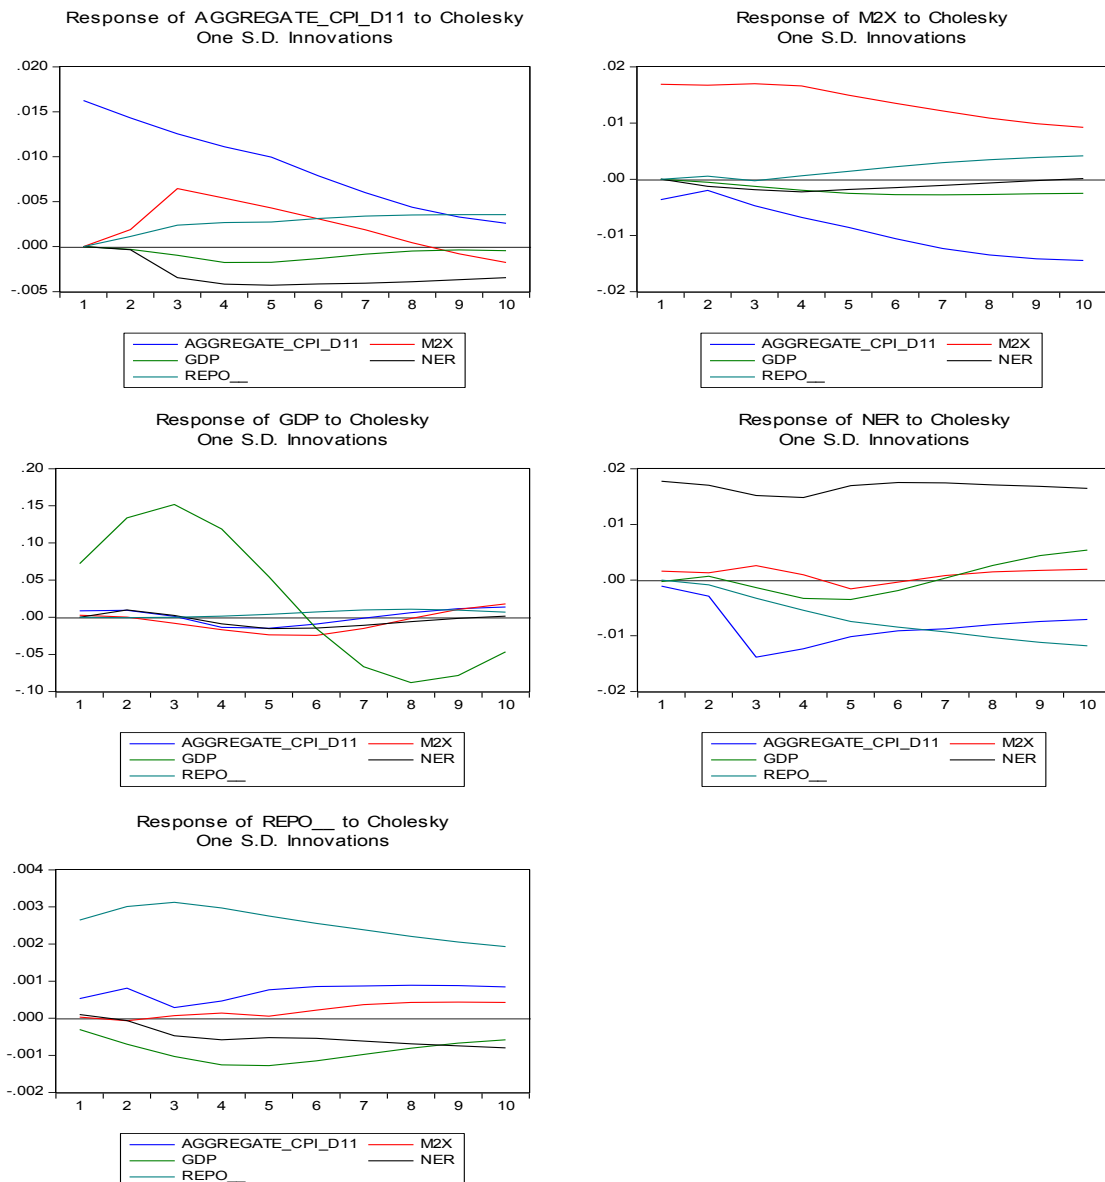 Response of AGGREGATE_CPI_D11 to Cholesky
One S.D. Innovations
.020
.015
.010
.005
.000
-.005
1 2 3 4 5 6 7 8 9 10
AGGREGATE_CPI_D11 M2X
GDP NER
REPO__
Response of M2X to Cholesky
One S.D. Innovations
.02
.01
.00
-.01
-.02
1 2 3 4 5 6 7 8 9 10
AGGREGATE_CPI_D11 M2X
GDP NER
REPO__
Response of GDP to Cholesky
One S.D. Innovations
.20
.15
.10
.05
.00
-.05
-.10
1 2 3 4 5 6 7 8 9 10
AGGREGATE_CPI_D11 M2X
GDP NER
REPO__
Response of NER to Cholesky
One S.D. Innovations
.02
.01
.00
-.01
-.02
1 2 3 4 5 6 7 8 9 10
AGGREGATE_CPI_D11 M2X
GDP NER
REPO__
Response of REPO__ to Cholesky
One S.D. Innovations
.004
.003
.002
.001
.000
-.001
-.002
1 2 3 4 5 6 7 8 9 10
AGGREGATE_CPI_D11 M2X
GDP NER
REPO__